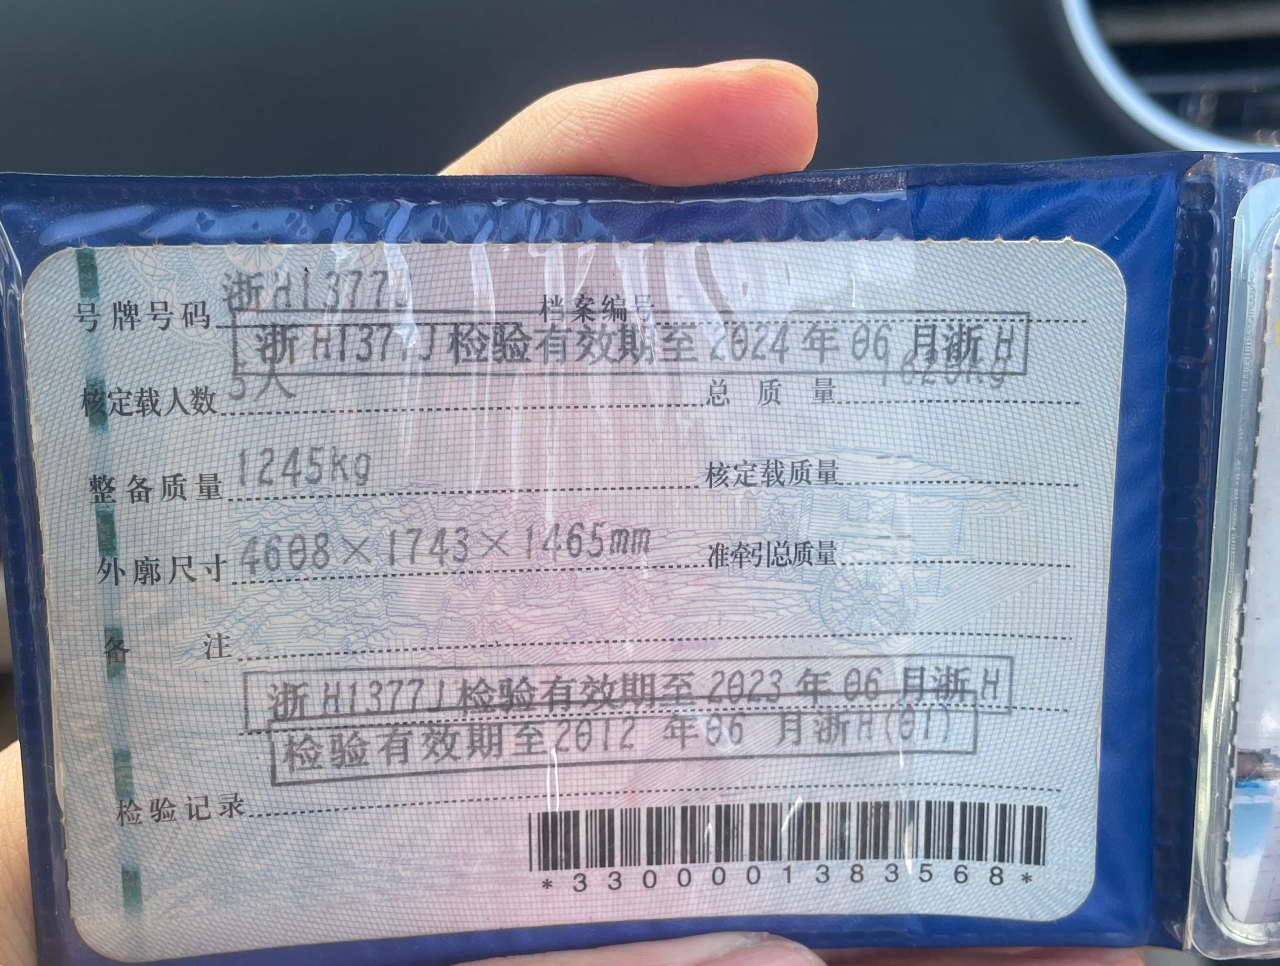 号牌号码 浙H1377J 档案编号
浙H1377J检验有效期至2024年06月浙H
核定载人数 5人 总质量 1620kg
整备质量 1245kg 核定载质量 --
外廓尺寸 4608×1743×1465mm 准牵引总质量 --
备注
浙H1377J检验有效期至2023年06月浙H
检验有效期至2012年06月浙H(01)
检验记录
*3300001383568*